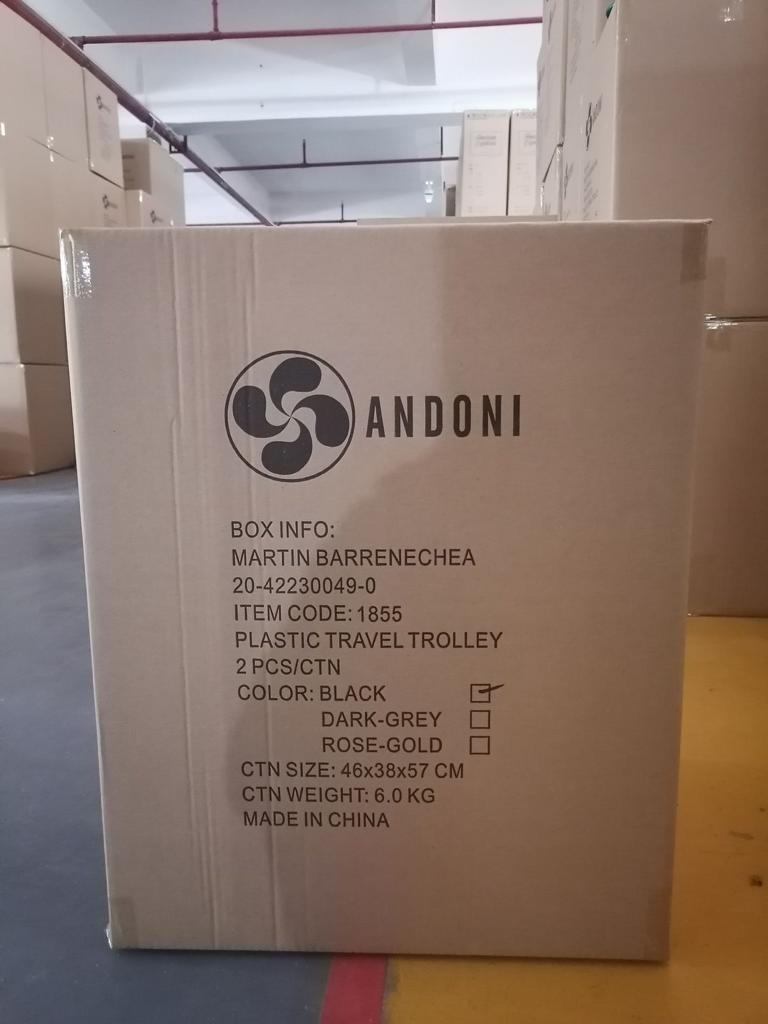 ANDONI
BOX INFO:
MARTIN BARRENECHEA
20-42230049-0
ITEM CODE: 1855
PLASTIC TRAVEL TROLLEY
2 PCS/CTN
COLOR: BLACK
DARK-GREY
ROSE-GOLD
CTN SIZE: 46x38x57 CM
CTN WEIGHT: 6.0 KG
MADE IN CHINA